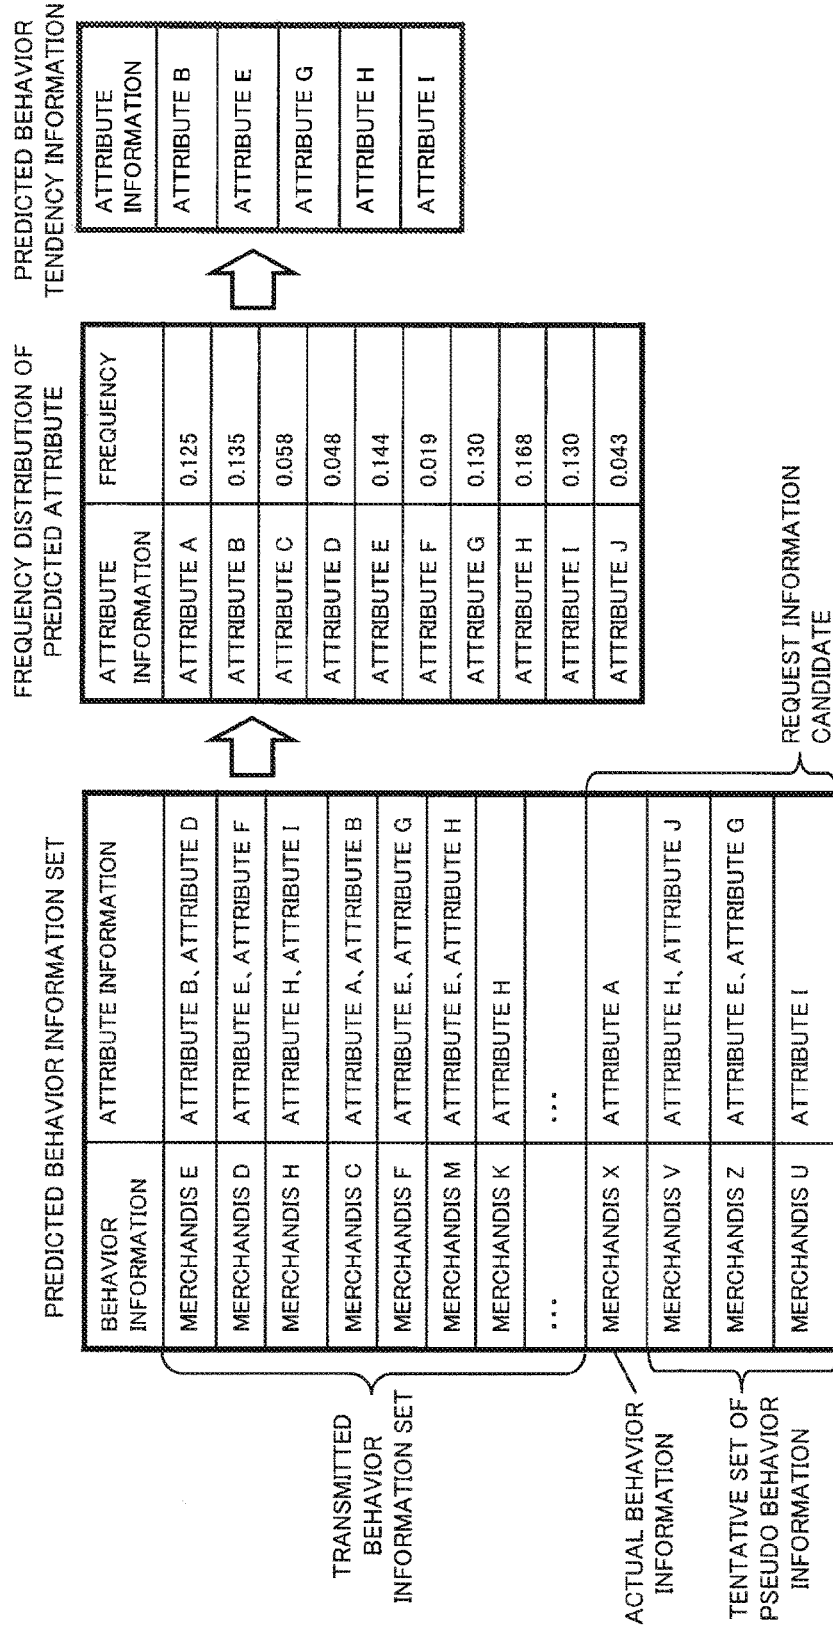 PREDICTED BEHAVIOR INFORMATION SET
BEHAVIOR
INFORMATION
ATTRIBUTE INFORMATION
MERCHANDIS E
ATTRIBUTE B、ATTRIBUTE D
MERCHANDIS D
ATTRIBUTE E、ATTRIBUTE F
MERCHANDIS H
ATTRIBUTE H、ATTRIBUTE I
MERCHANDIS C
ATTRIBUTE A、ATTRIBUTE B
MERCHANDIS F
ATTRIBUTE E、ATTRIBUTE G
MERCHANDIS M
ATTRIBUTE E、ATTRIBUTE H
MERCHANDIS K
ATTRIBUTE H
...
...
MERCHANDIS X
ATTRIBUTE A
MERCHANDIS V
ATTRIBUTE H、ATTRIBUTE J
MERCHANDIS Z
ATTRIBUTE E、ATTRIBUTE G
MERCHANDIS U
ATTRIBUTE I
TRANSMITTED
BEHAVIOR
INFORMATION SET
ACTUAL BEHAVIOR
INFORMATION
TENTATIVE SET OF
PSEUDO BEHAVIOR
INFORMATION
REQUEST INFORMATION
CANDIDATE
FREQUENCY DISTRIBUTION OF
PREDICTED ATTRIBUTE
ATTRIBUTE
INFORMATION
FREQUENCY
ATTRIBUTE A
0.125
ATTRIBUTE B
0.135
ATTRIBUTE C
0.058
ATTRIBUTE D
0.048
ATTRIBUTE E
0.144
ATTRIBUTE F
0.019
ATTRIBUTE G
0.130
ATTRIBUTE H
0.168
ATTRIBUTE I
0.130
ATTRIBUTE J
0.043
PREDICTED BEHAVIOR
TENDENCY INFORMATION
ATTRIBUTE
INFORMATION
ATTRIBUTE B
ATTRIBUTE E
ATTRIBUTE G
ATTRIBUTE H
ATTRIBUTE I